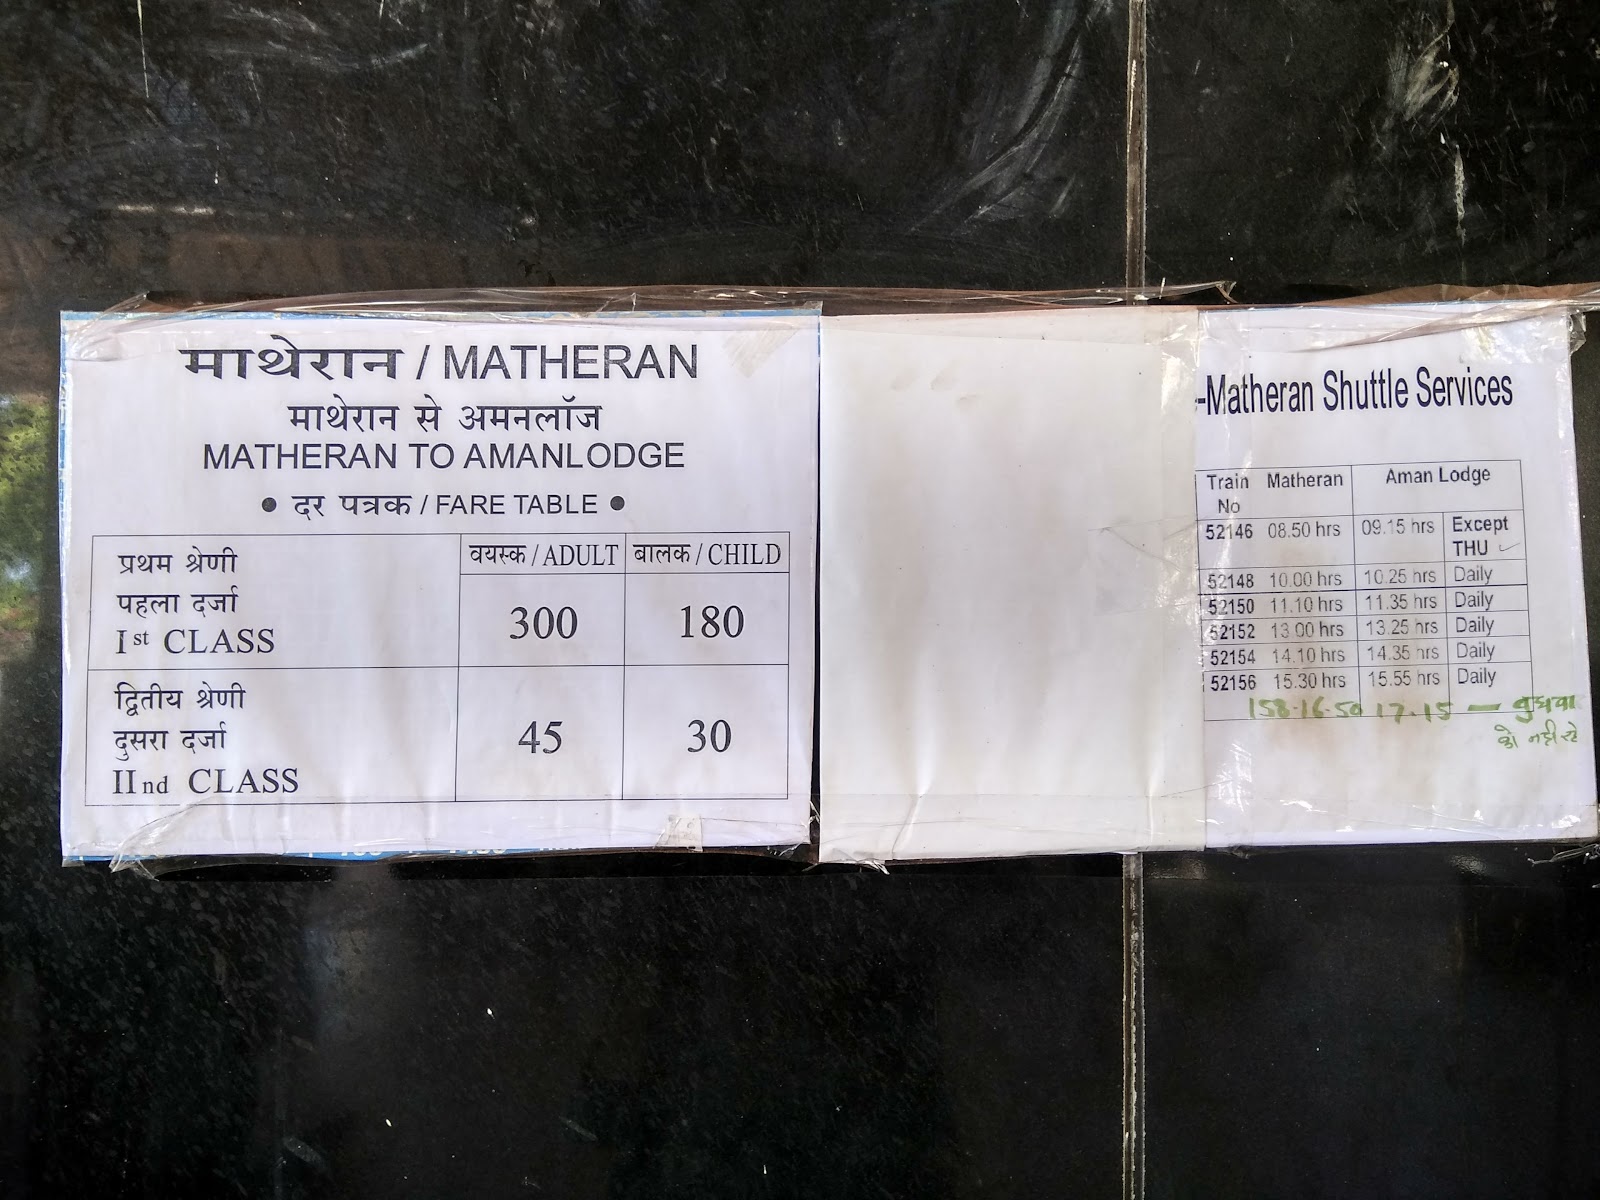 माथेरान / MATHERAN
माथेरान से अमनलॉज
MATHERAN TO AMANLODGE
• दर पत्रक / FARE TABLE •
वयस्क / ADULT बालक / CHILD
प्रथम श्रेणी
पहला दर्जा
Ist CLASS 300 180
द्वितीय श्रेणी
दुसरा दर्जा
IInd CLASS 45 30
-Matheran Shuttle Services
Train No Matheran Aman Lodge
52146 08.50 hrs 09.15 hrs Except THU
52148 10.00 hrs 10.25 hrs Daily
52150 11.10 hrs 11.35 hrs Daily
52152 13.00 hrs 13.25 hrs Daily
52154 14.10 hrs 14.35 hrs Daily
52156 15.30 hrs 15.55 hrs Daily
158-16.50 17.15 —
को नही